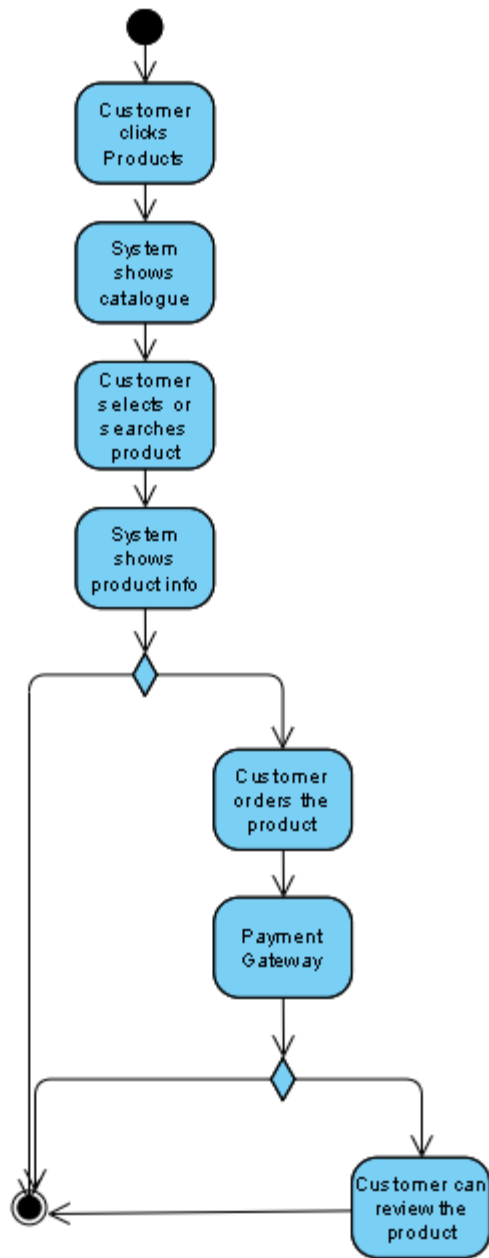 Customer
clicks
Products
System
shows
catalogue
Customer
selects or
searches
product
System
shows
product info
Customer
orders the
product
Payment
Gateway
Customer can
review the
product